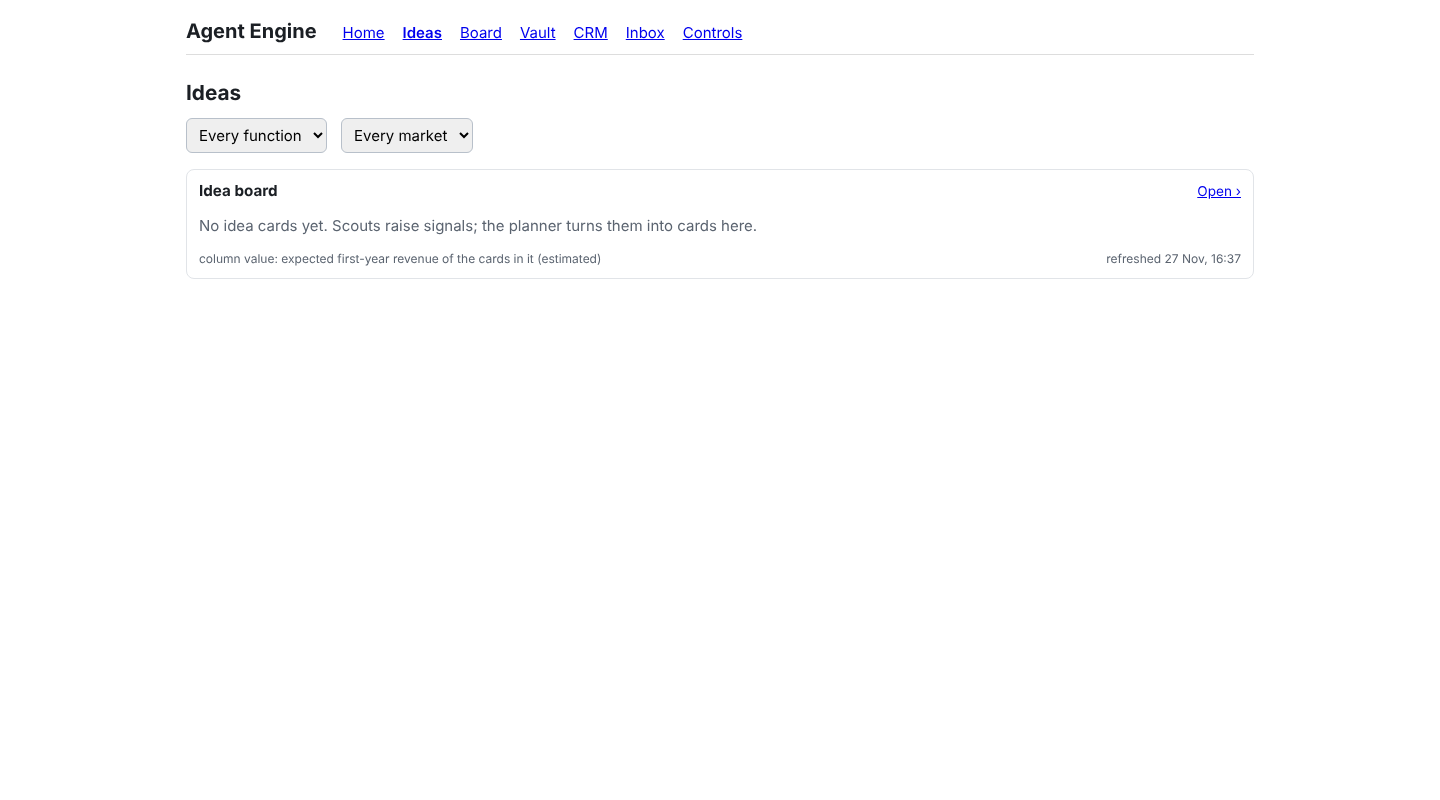 Agent Engine Home Ideas Board Vault CRM Inbox Controls
Ideas
Every function Every market
Idea board Open ›
No idea cards yet. Scouts raise signals; the planner turns them into cards here.
column value: expected first-year revenue of the cards in it (estimated) refreshed 27 Nov, 16:37